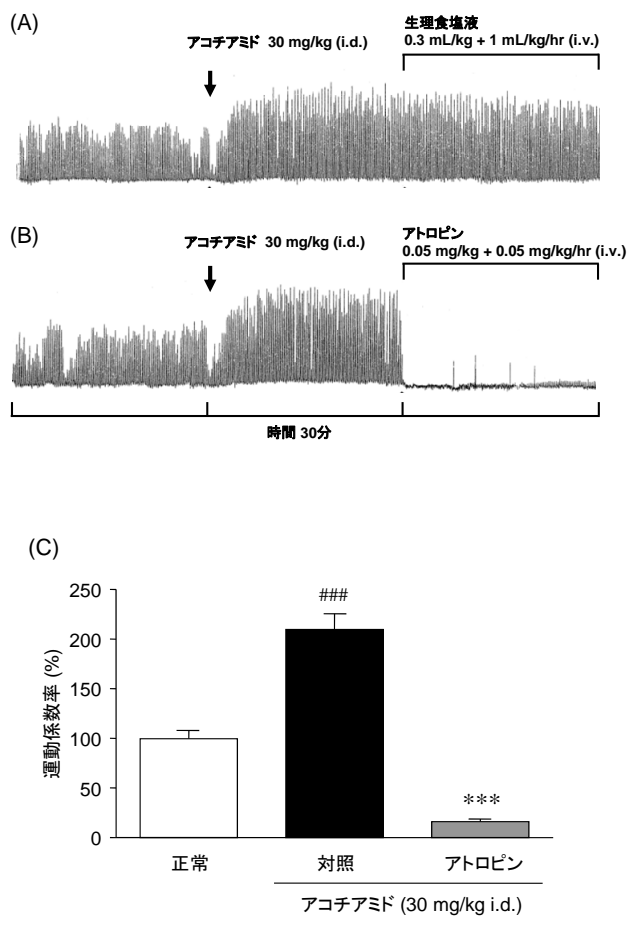 (A)
アコチアミド 30 mg/kg (i.d.)
生理食塩液
0.3 mL/kg + 1 mL/kg/hr (i.v.)
(B)
アコチアミド 30 mg/kg (i.d.)
アトロピン
0.05 mg/kg + 0.05 mg/kg/hr (i.v.)
時間 30分
(C)
運動係数率 (%)
250
200
150
100
50
0
###
***
正常
対照
アトロピン
アコチアミド (30 mg/kg i.d.)